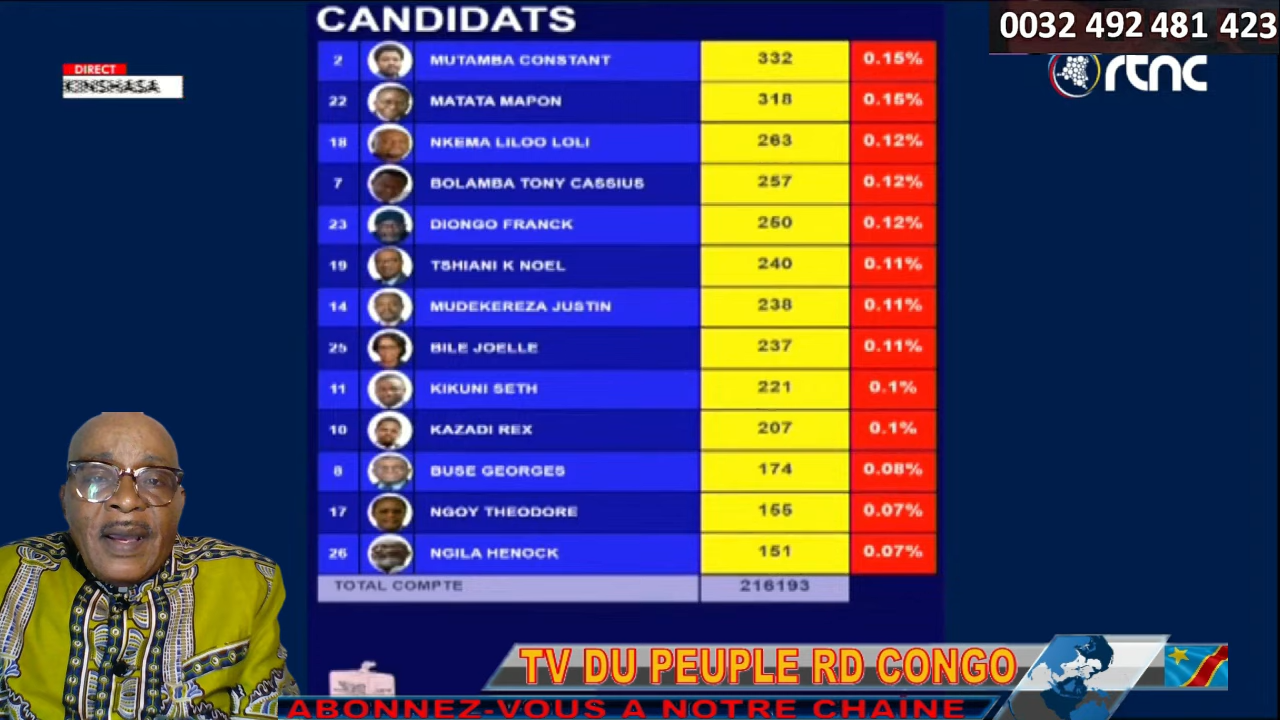 CANDIDATS
0032 492 481 423
DIRECT
KINSHASA
rtnc
2 MUTAMBA CONSTANT 332 0.15%
22 MATATA MAPON 318 0.15%
18 NKEMA LILOO LOLI 263 0.12%
7 BOLAMBA TONY CASSIUS 257 0.12%
23 DIONGO FRANCK 250 0.12%
19 TSHIANI K NOEL 240 0.11%
14 MUDEKEREZA JUSTIN 238 0.11%
25 BILE JOELLE 237 0.11%
11 KIKUNI SETH 221 0.1%
10 KAZADI REX 207 0.1%
8 BUSE GEORGES 174 0.08%
17 NGOY THEODORE 155 0.07%
26 NGILA HENOCK 151 0.07%
TOTAL COMPTE 216193
TV DU PEUPLE RD CONGO
ABONNEZ-VOUS A NOTRE CHAÎNE